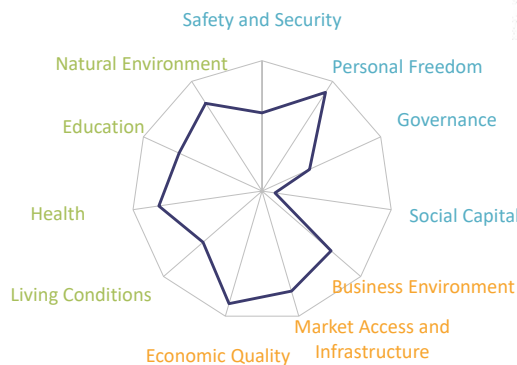 Safety and Security
Natural Environment
Personal Freedom
Education
Governance
Health
Social Capital
Living Conditions
Business Environment
Market Access and
Infrastructure
Economic Quality